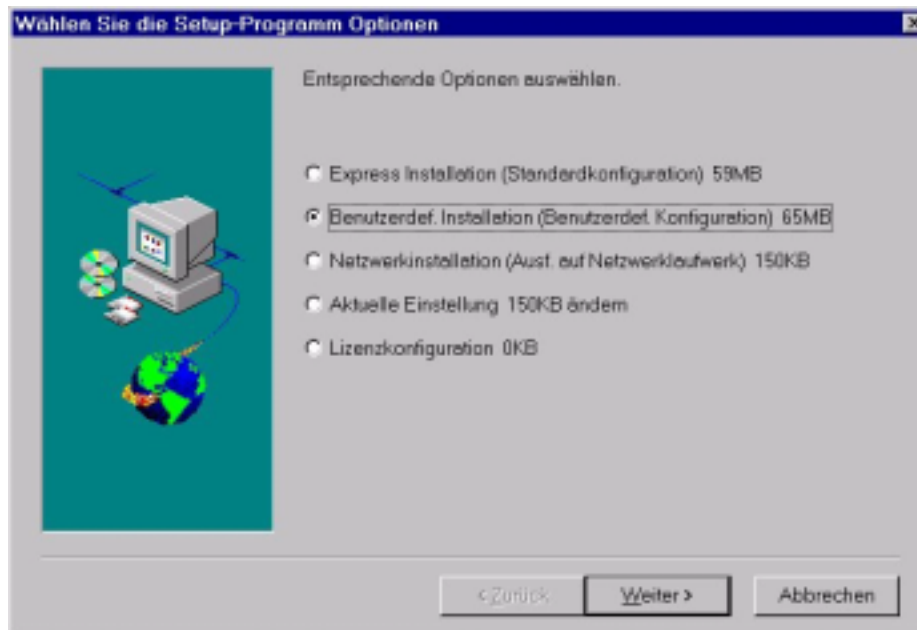 Wählen Sie die Setup-Programm Optionen
Entsprechende Optionen auswählen.
Express Installation (Standardkonfiguration) 59MB
Benutzerdef. Installation (Benutzerdef. Konfiguration) 65MB
Netzwerkinstallation (Ausf. auf Netzwerklaufwerk) 150KB
Aktuelle Einstellung 150KB ändern
Lizenzkonfiguration 0KB
< Zurück Weiter > Abbrechen